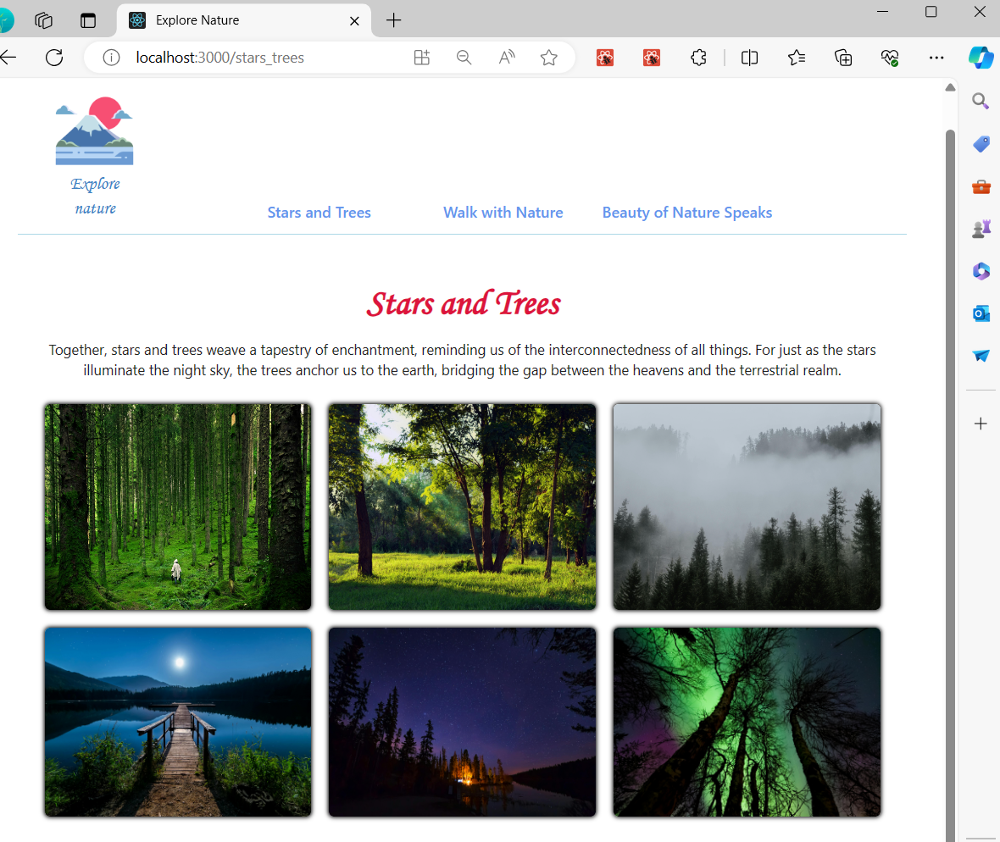 Explore Nature
localhost:3000/stars_trees
Explore
nature
Stars and Trees Walk with Nature Beauty of Nature Speaks
Stars and Trees
Together, stars and trees weave a tapestry of enchantment, reminding us of the interconnectedness of all things. For just as the stars
illuminate the night sky, the trees anchor us to the earth, bridging the gap between the heavens and the terrestrial realm.